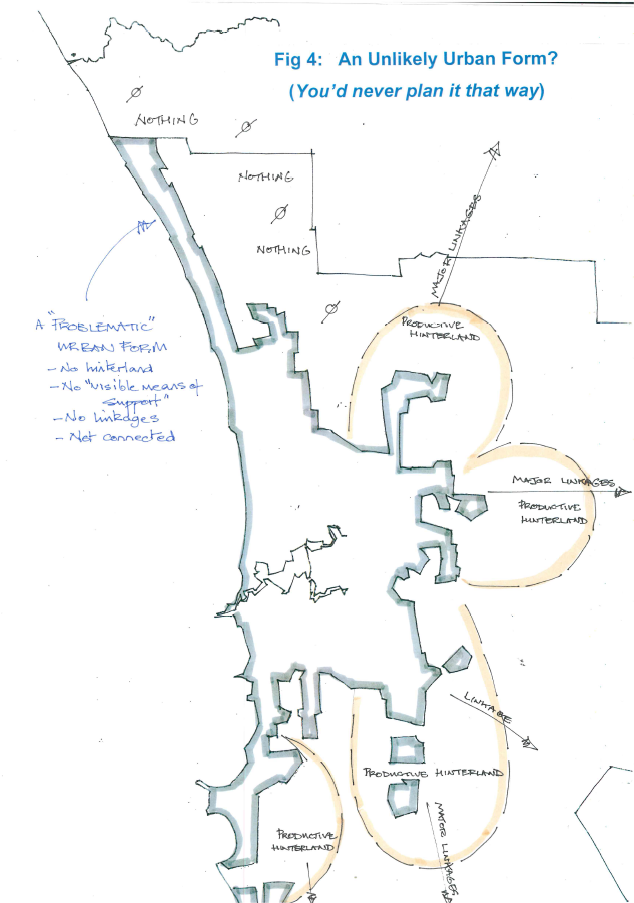 Fig 4: An Unlikely Urban Form?
(You'd never plan it that way)
NOTHING
NOTHING
NOTHING
MAJOR LINKAGES
A "PROBLEMATIC"
URBAN FORM
- No hinterland
- No "visible means of
support"
- No linkages
- Not connected
PRODUCTIVE
HINTERLAND
MAJOR LINKAGES
PRODUCTIVE
HINTERLAND
LINKAGE
PRODUCTIVE HINTERLAND
MAJOR LINKAGES
PRODUCTIVE
HINTERLAND